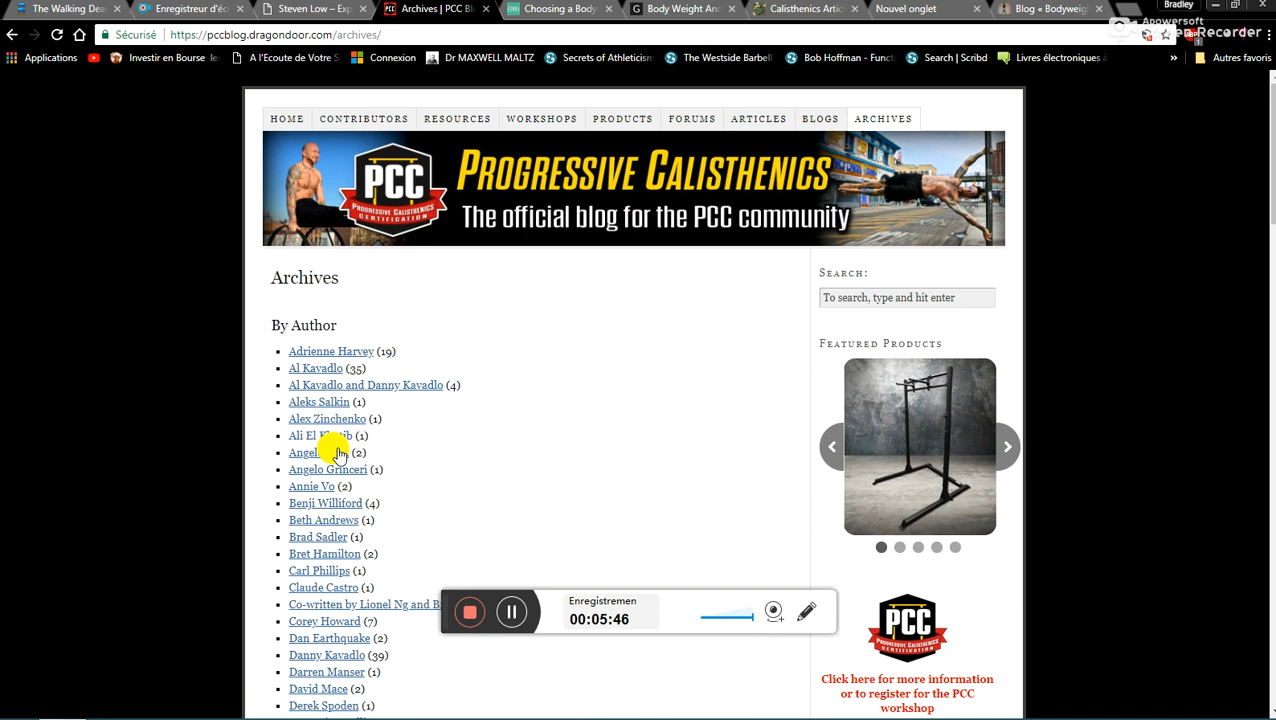 The Walking Dea
Enregistreur d'éc
Steven Low – Exp
Archives | PCC Bl
Choosing a Body
Body Weight And
Calisthenics Artic
Nouvel onglet
Blog « Bodyweig
Bradley
Sécurisé
https://pccblog.dragondoor.com/archives/
Apowersoft
Screen Recorder
Applications
Investir en Bourse les
A l'Ecoute de Votre S
Connexion
Dr MAXWELL MALTZ
Secrets of Athleticism
The Westside Barbell
Bob Hoffman - Funct
Search | Scribd
Livres électroniques à
»
Autres favoris
HOME
CONTRIBUTORS
RESOURCES
WORKSHOPS
PRODUCTS
FORUMS
ARTICLES
BLOGS
ARCHIVES
PCC
PROGRESSIVE CALISTHENICS
CERTIFICATION
PROGRESSIVE CALISTHENICS
The official blog for the PCC community
Archives
By Author
Adrienne Harvey (19)
Al Kavadlo (35)
Al Kavadlo and Danny Kavadlo (4)
Aleks Salkin (1)
Alex Zinchenko (1)
Ali El (1)
(2)
Angelo Grinceri (1)
Annie Vo (2)
Benji Williford (4)
Beth Andrews (1)
Brad Sadler (1)
Bret Hamilton (2)
Carl Phillips (1)
Claude Castro (1)
Co-written by Lionel Ng and B
Corey Howard (7)
Dan Earthquake (2)
Danny Kavadlo (39)
Darren Manser (1)
David Mace (2)
Derek Spoden (1)
SEARCH:
To search, type and hit enter
FEATURED PRODUCTS
PCC
PROGRESSIVE CALISTHENICS
CERTIFICATION
Click here for more information
or to register for the PCC
workshop
Enregistremen
00:05:46